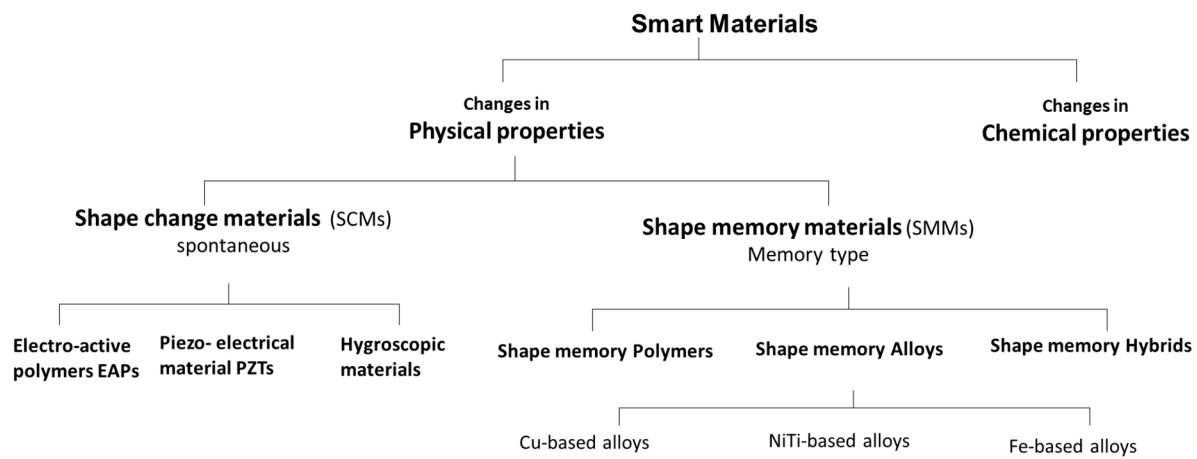 Smart Materials
Changes in
Physical properties
Changes in
Chemical properties
Shape change materials (SCMs)
spontaneous
Shape memory materials (SMMs)
Memory type
Electro-active
polymers EAPs
Piezo- electrical
material PZTs
Hygroscopic
materials
Shape memory Polymers
Shape memory Alloys
Shape memory Hybrids
Cu-based alloys
NiTi-based alloys
Fe-based alloys